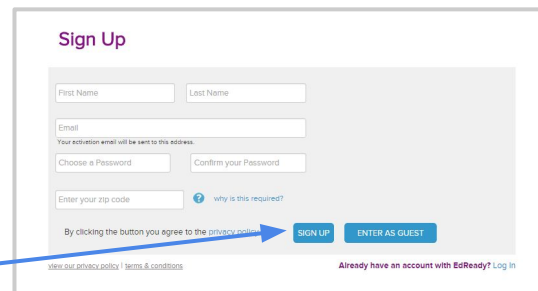 Sign Up
First Name Last Name
Email
Your activation email will be sent to this address.
Choose a Password Confirm your Password
Enter your zip code ? why is this required?
By clicking the button you agree to the privacy policy SIGN UP ENTER AS GUEST
view our privacy policy | terms & conditions Already have an account with EdReady? Log In